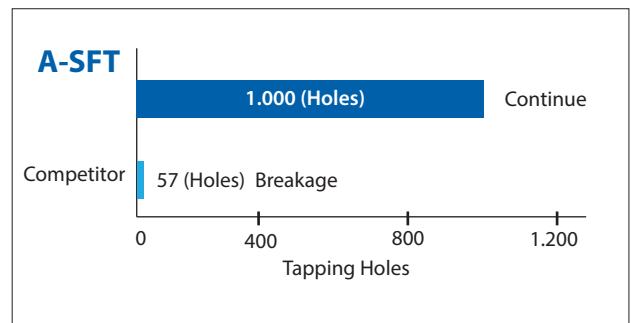 A-SFT
1.000 (Holes) Continue
Competitor 57 (Holes) Breakage
0 400 800 1.200
Tapping Holes